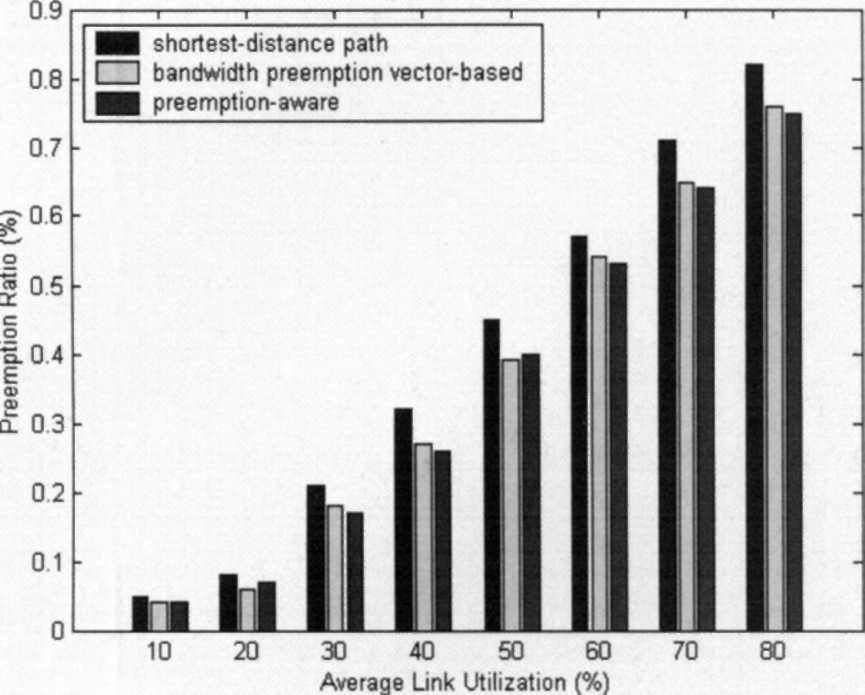 0.9
0.8
0.7
0.6
0.5
0.4
0.3
0.2
0.1
0
Preemption Ratio (%)
shortest-distance path
bandwidth preemption vector-based
preemption-aware
10 20 30 40 50 60 70 80
Average Link Utilization (%)